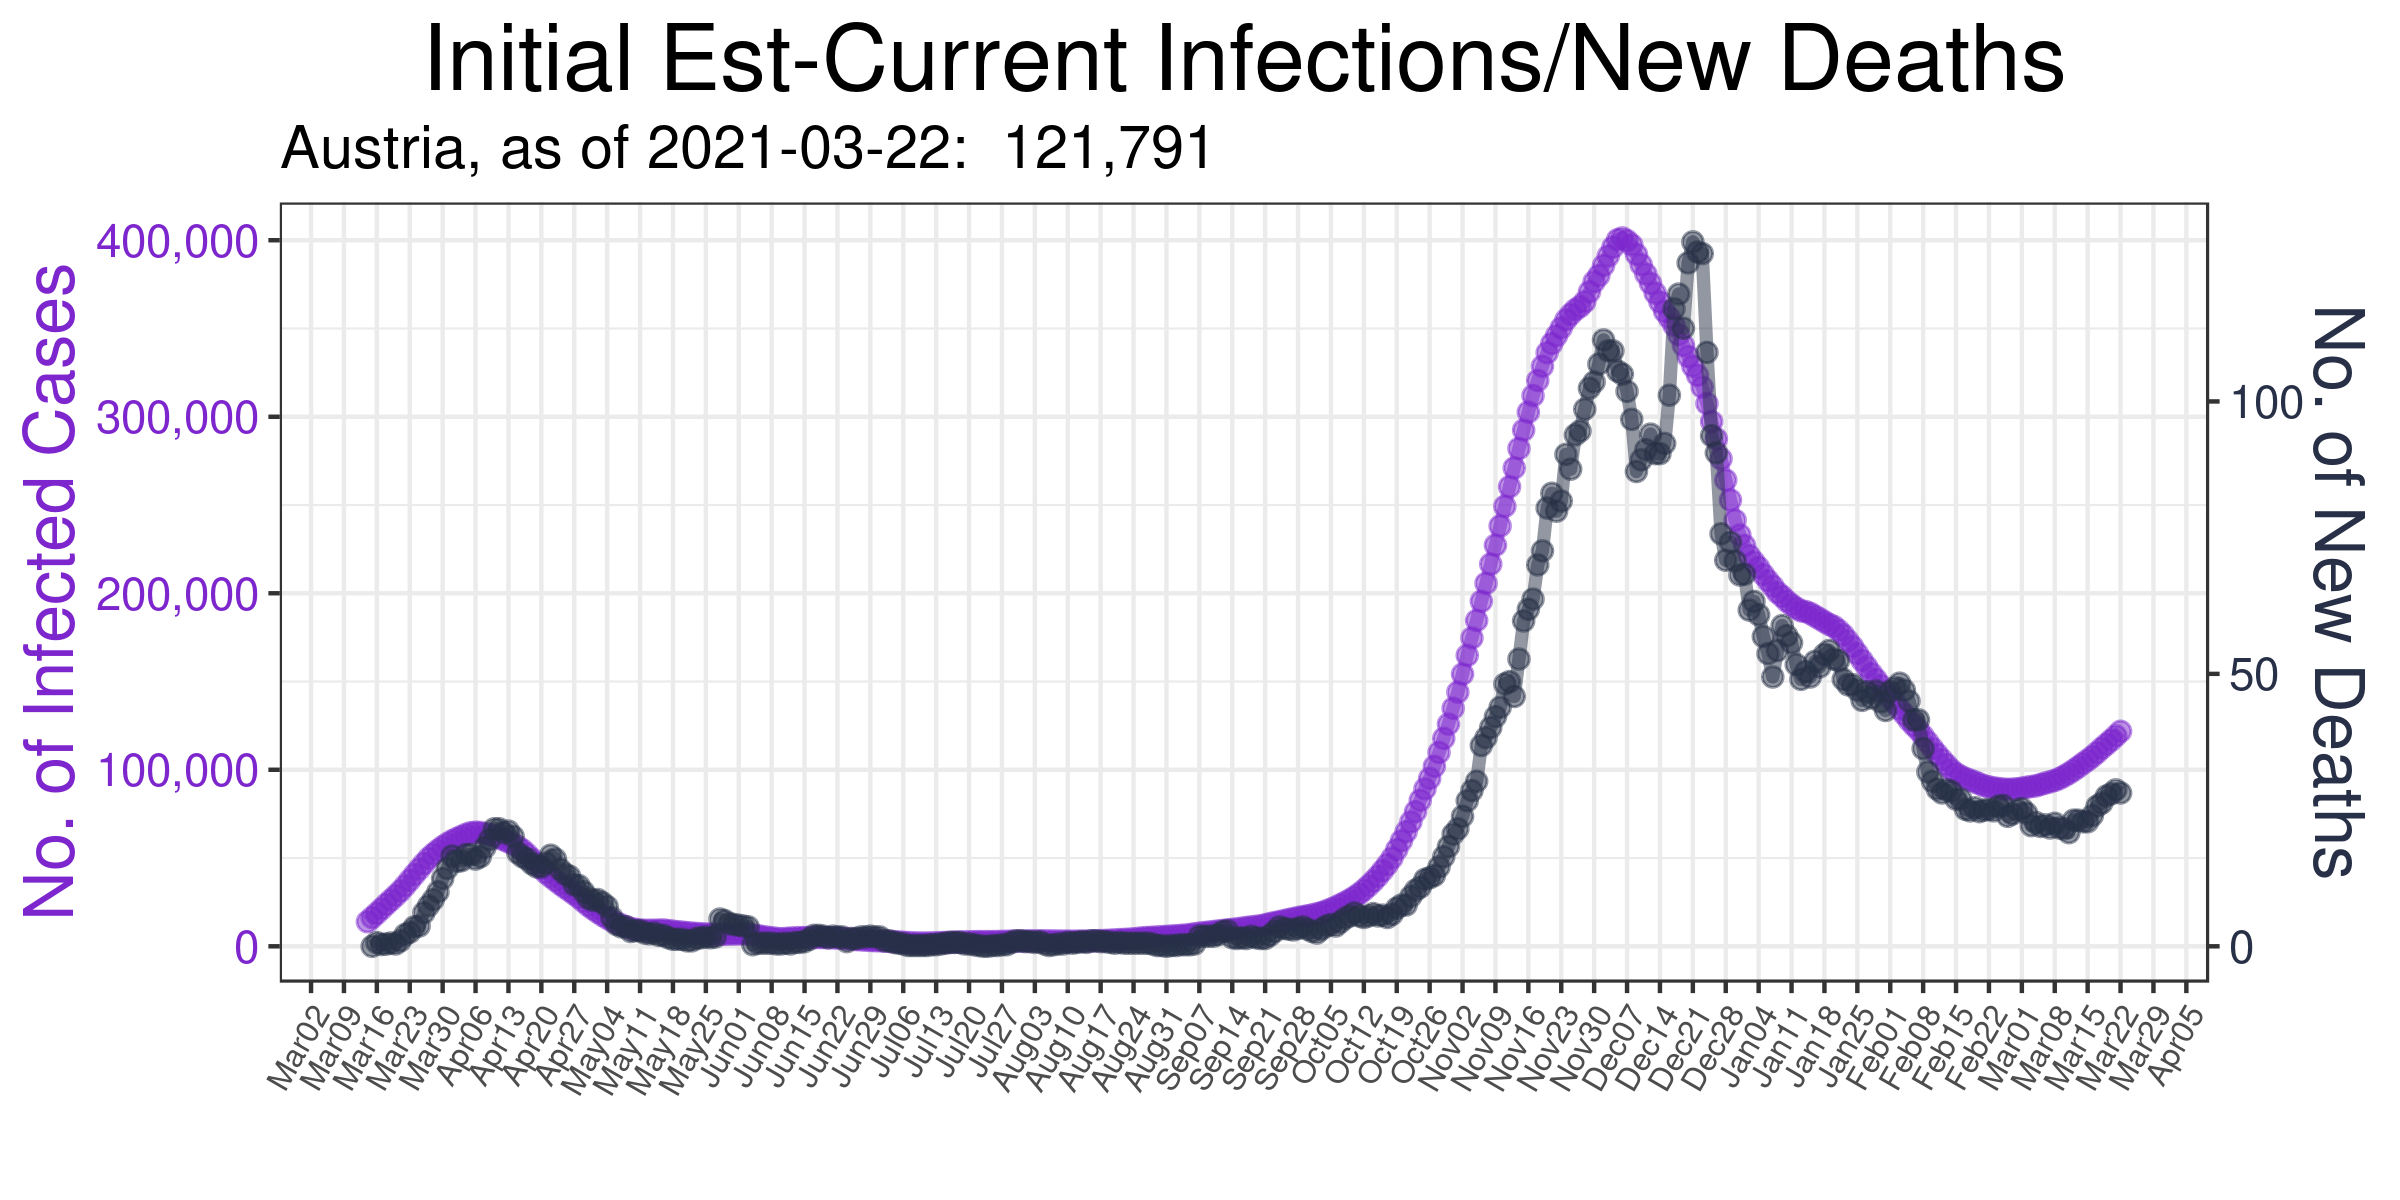 Initial Est-Current Infections/New Deaths
Austria, as of 2021-03-22:  121,791
No. of Infected Cases
400,000
300,000
200,000
100,000
0
No. of New Deaths
100
50
0
Mar02
Mar09
Mar16
Mar23
Mar30
Apr06
Apr13
Apr20
Apr27
May04
May11
May18
May25
Jun01
Jun08
Jun15
Jun22
Jun29
Jul06
Jul13
Jul20
Jul27
Aug03
Aug10
Aug17
Aug24
Aug31
Sep07
Sep14
Sep21
Sep28
Oct05
Oct12
Oct19
Oct26
Nov02
Nov09
Nov16
Nov23
Nov30
Dec07
Dec14
Dec21
Dec28
Jan04
Jan11
Jan18
Jan25
Feb01
Feb08
Feb15
Feb22
Mar01
Mar08
Mar15
Mar22
Mar29
Apr05